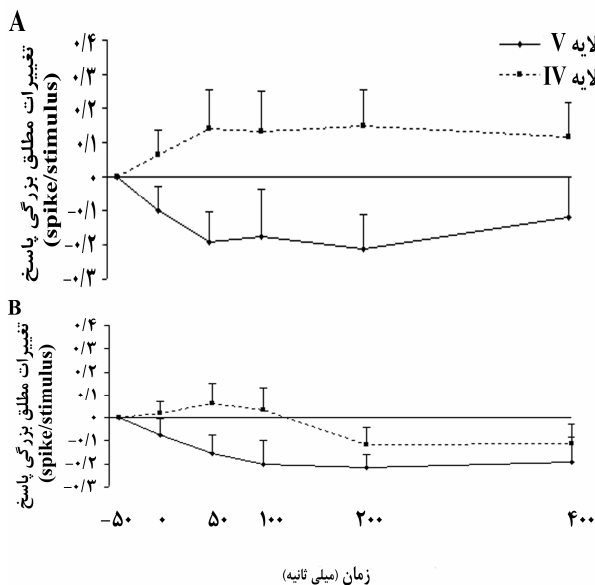 A
لایه V
لایه IV
تغییرات مطلق بزرگی پاسخ
(spike/stimulus)
۰/۴
۰/۳
۰/۲
۰/۱
۰
-۰/۱
-۰/۲
-۰/۳
B
تغییرات مطلق بزرگی پاسخ
(spike/stimulus)
۰/۴
۰/۳
۰/۲
۰/۱
۰
-۰/۱
-۰/۲
-۰/۳
-۵۰ ۰ ۵۰ ۱۰۰ ۲۰۰ ۴۰۰
زمان (میلی ثانیه)